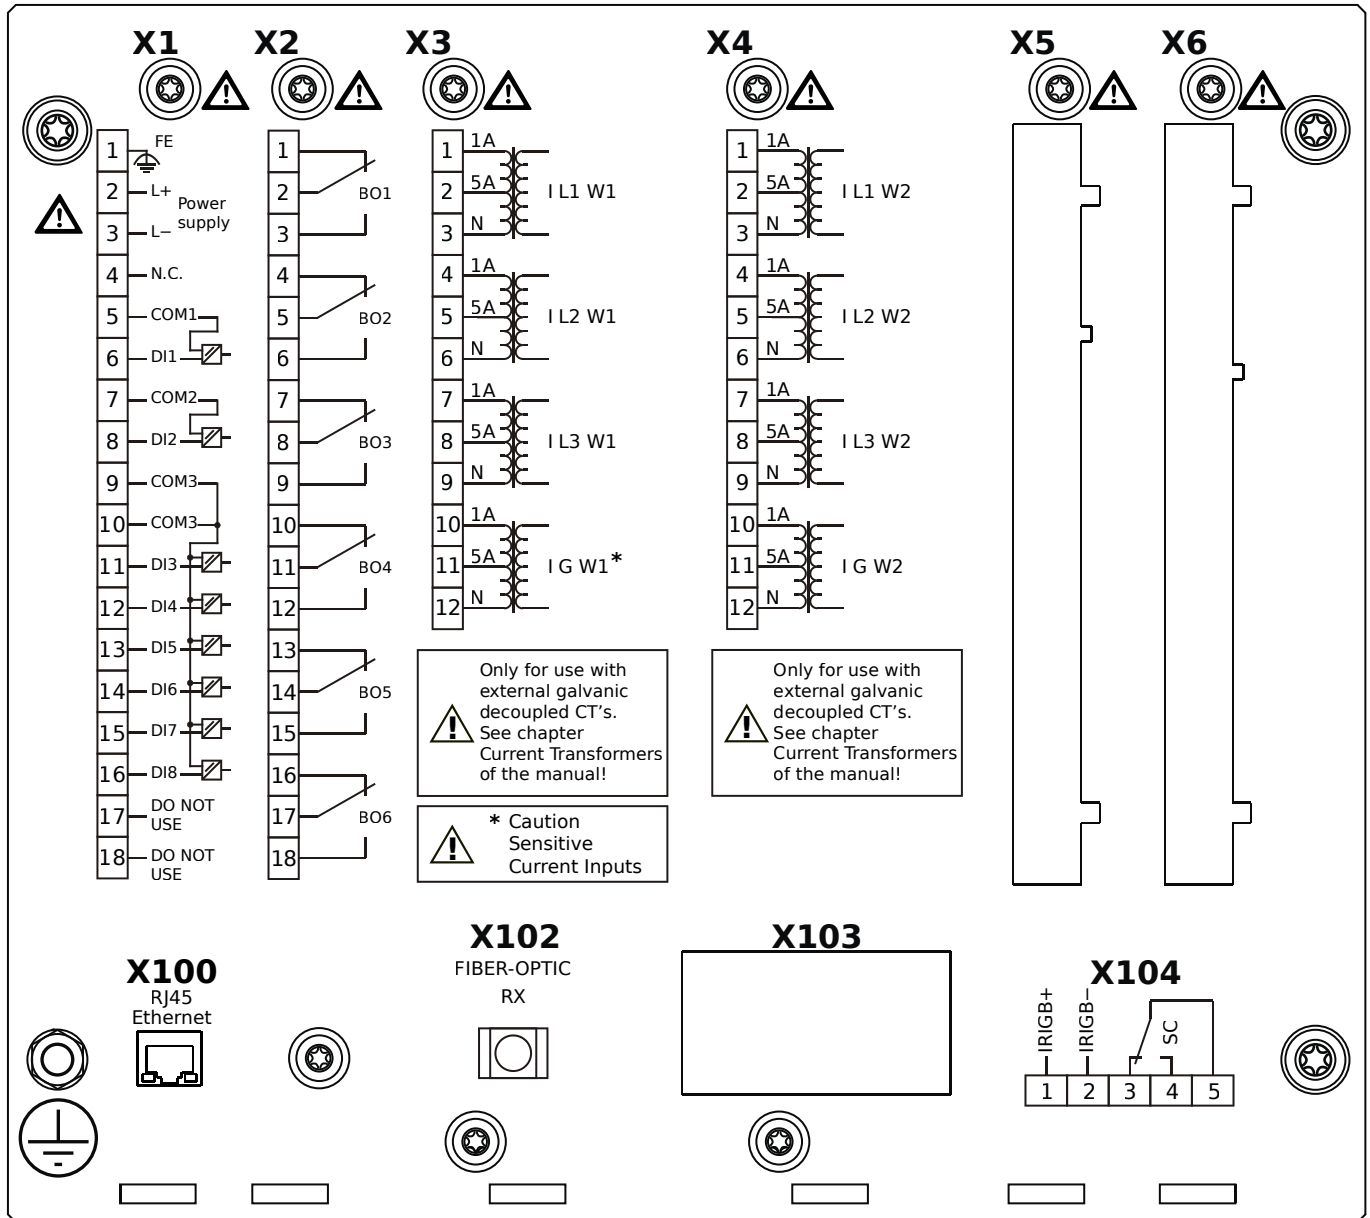 X1
X2
X3
X4
X5
X6
1
FE
2
L+
Power
supply
3
L−
4
N.C.
5
COM1
6
DI1
7
COM2
8
DI2
9
COM3
10
COM3
11
DI3
12
DI4
13
DI5
14
DI6
15
DI7
16
DI8
17
DO NOT
USE
18
DO NOT
USE
1
2
BO1
3
4
5
BO2
6
7
8
BO3
9
10
11
BO4
12
13
14
BO5
15
16
17
BO6
18
1
1A
2
5A
I L1 W1
3
N
4
1A
5
5A
I L2 W1
6
N
7
1A
8
5A
I L3 W1
9
N
10
1A
11
5A
I G W1*
12
N
Only for use with
external galvanic
decoupled CT's.
See chapter
Current Transformers
of the manual!
* Caution
Sensitive
Current Inputs
1
1A
2
5A
I L1 W2
3
N
4
1A
5
5A
I L2 W2
6
N
7
1A
8
5A
I L3 W2
9
N
10
1A
11
5A
I G W2
12
N
Only for use with
external galvanic
decoupled CT's.
See chapter
Current Transformers
of the manual!
X100
RJ45
Ethernet
X102
FIBER-OPTIC
RX
X103
X104
IRIGB+
IRIGB−
SC
1 2 3 4 5